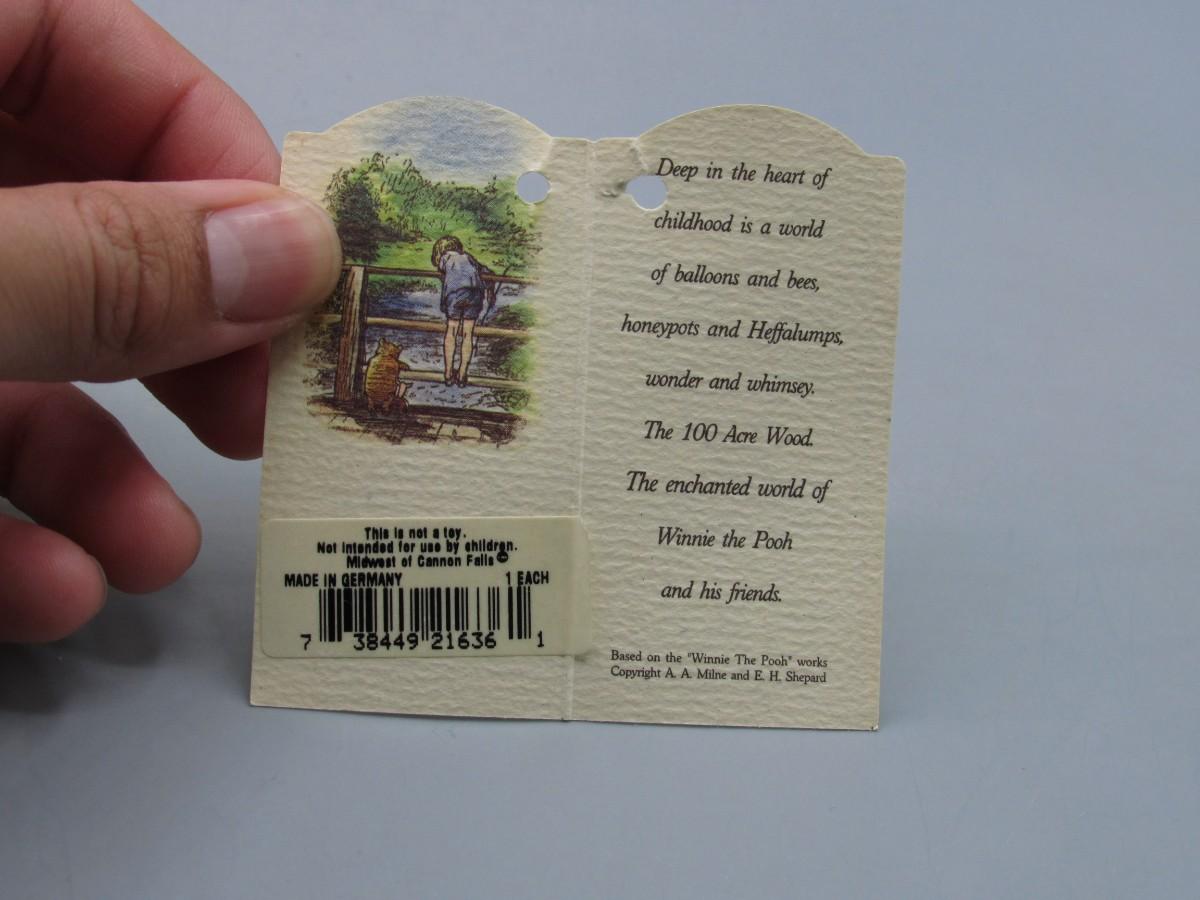 This is not a toy.
Not intended for use by children.
Midwest of Cannon Falls©
MADE IN GERMANY 1 EACH
7 38449 21636 1
Deep in the heart of
childhood is a world
of balloons and bees,
honeypots and Heffalumps,
wonder and whimsey.
The 100 Acre Wood.
The enchanted world of
Winnie the Pooh
and his friends.
Based on the "Winnie The Pooh" works
Copyright A. A. Milne and E. H. Shepard